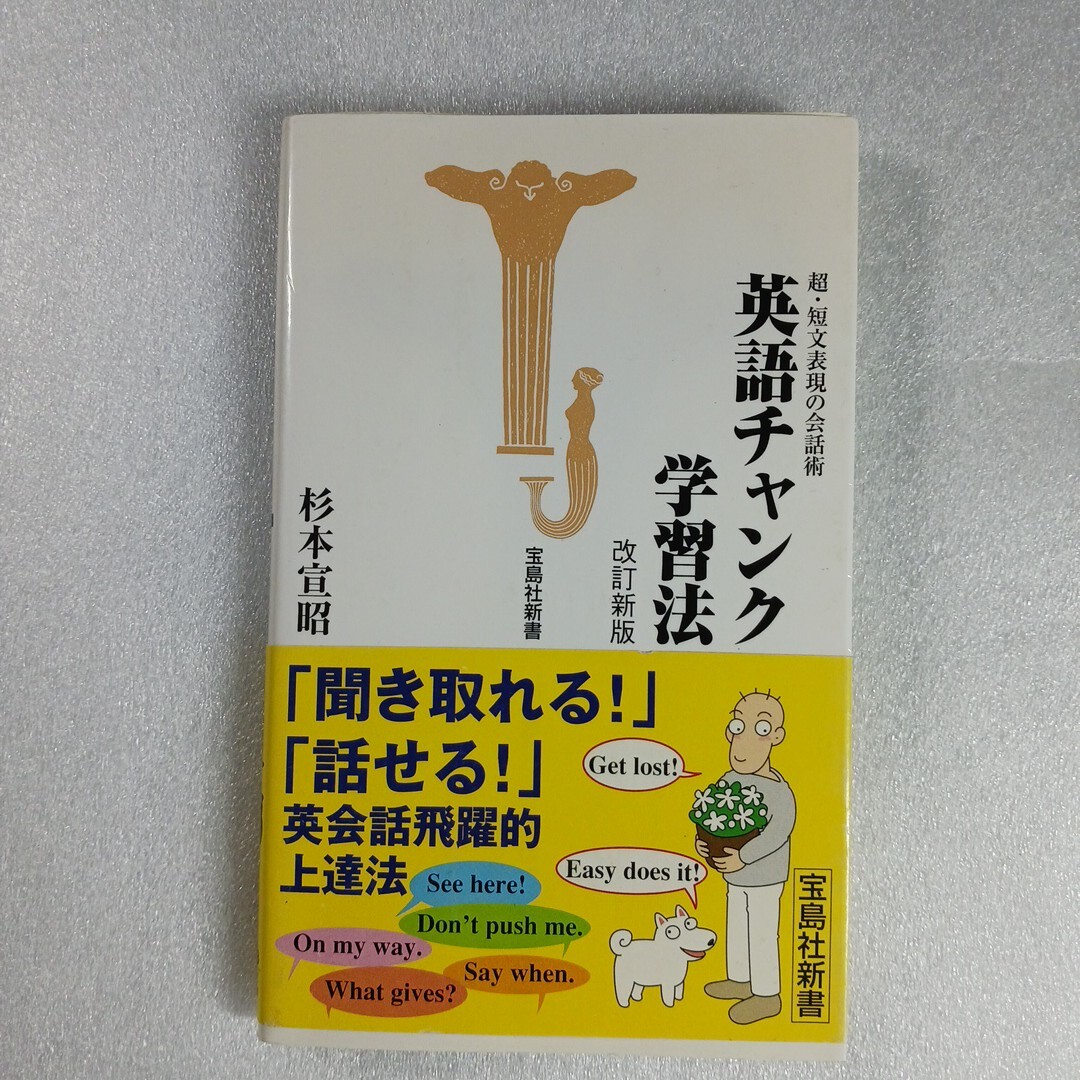 超・短文表現の会話術
英語チャンク
学習法
改訂新版
宝島社新書
杉本宣昭
「聞き取れる!」
「話せる!」
英会話飛躍的
上達法
Get lost!
Easy does it!
See here!
Don't push me.
On my way.
Say when.
What gives?
宝島社新書